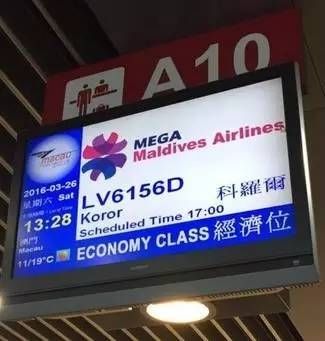 A10
macau
MEGA
Maldives Airlines
2016-03-26
星期六 Sat
LV6156D
科羅爾
13:28
Koror
Scheduled Time 17:00
澳門
Macau
11/19°C
ECONOMY CLASS 經濟位